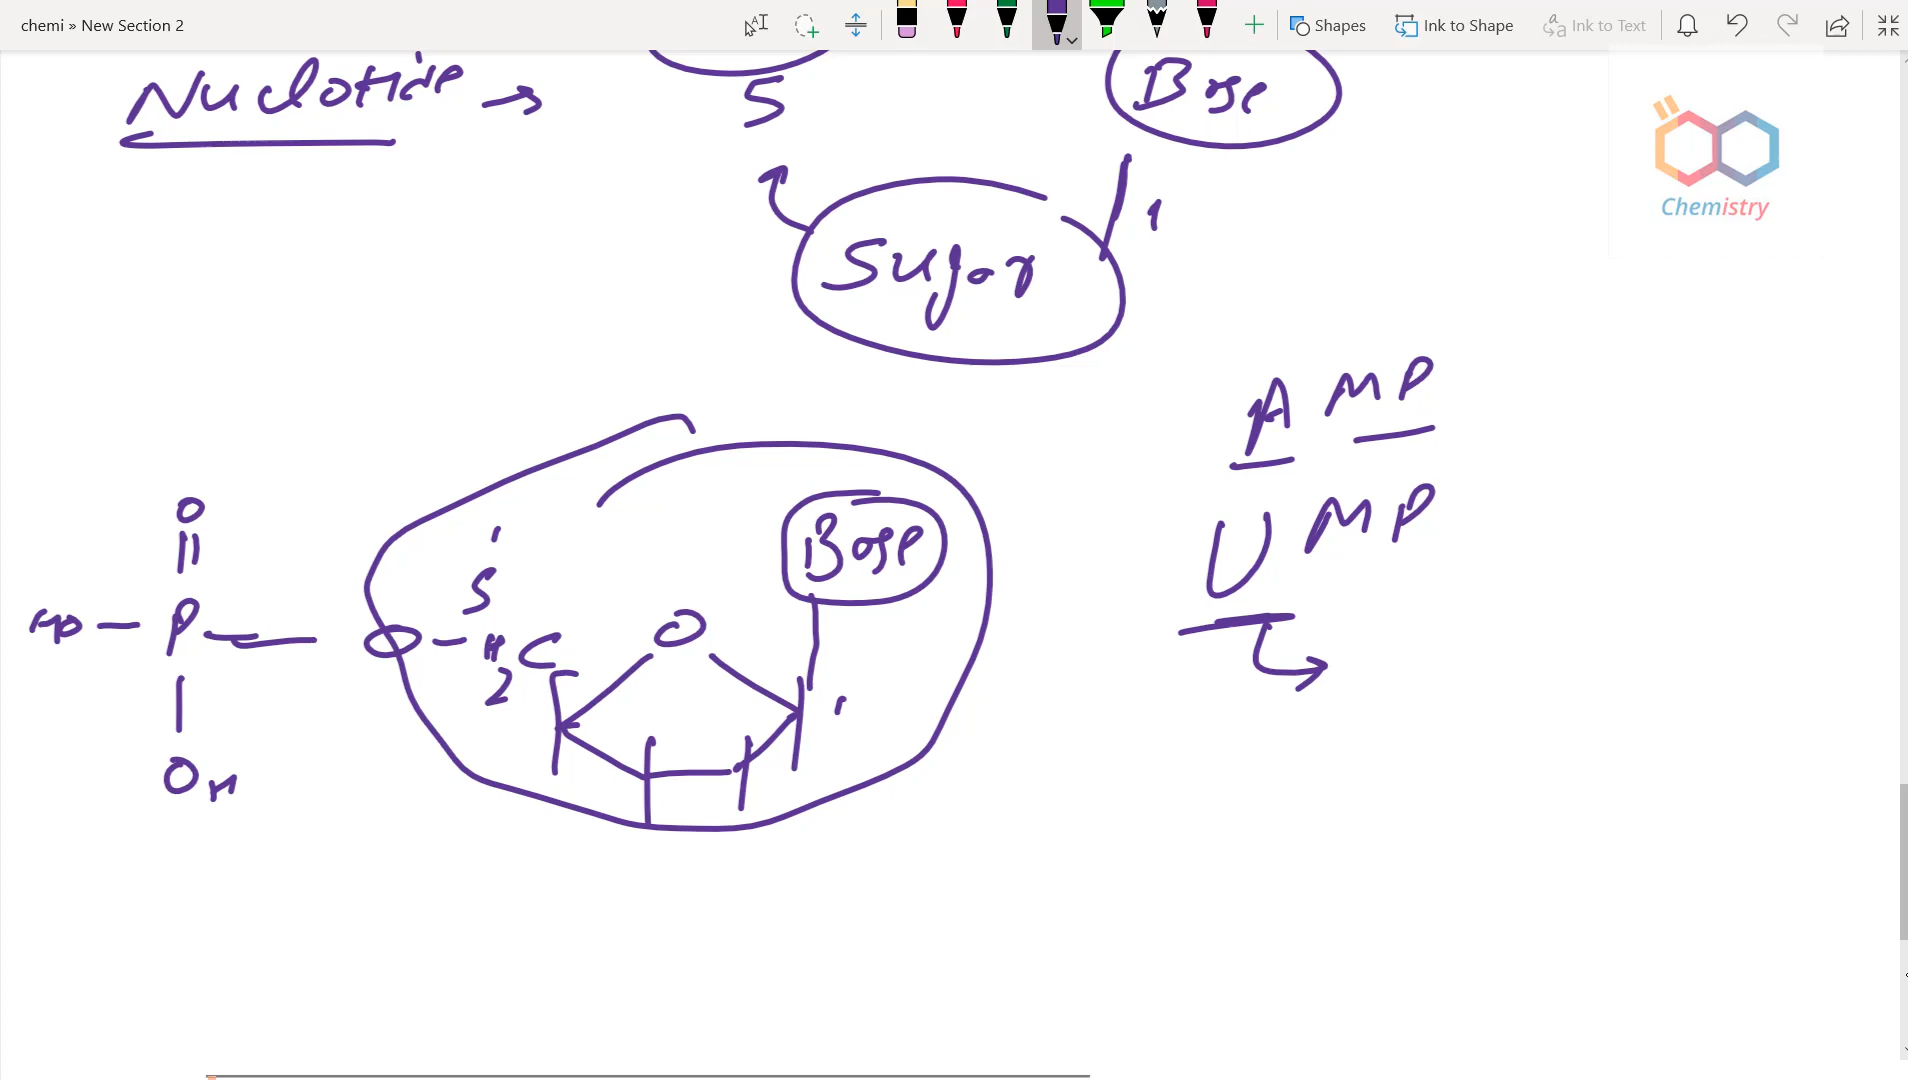 chemi » New Section 2
Shapes
Ink to Shape
Ink to Text
Nuclotide →
5
Base
1
Sugar
Chemistry
AMP
UMP
O
HO - P - O - H2C
5'
OH
O
Base
1'